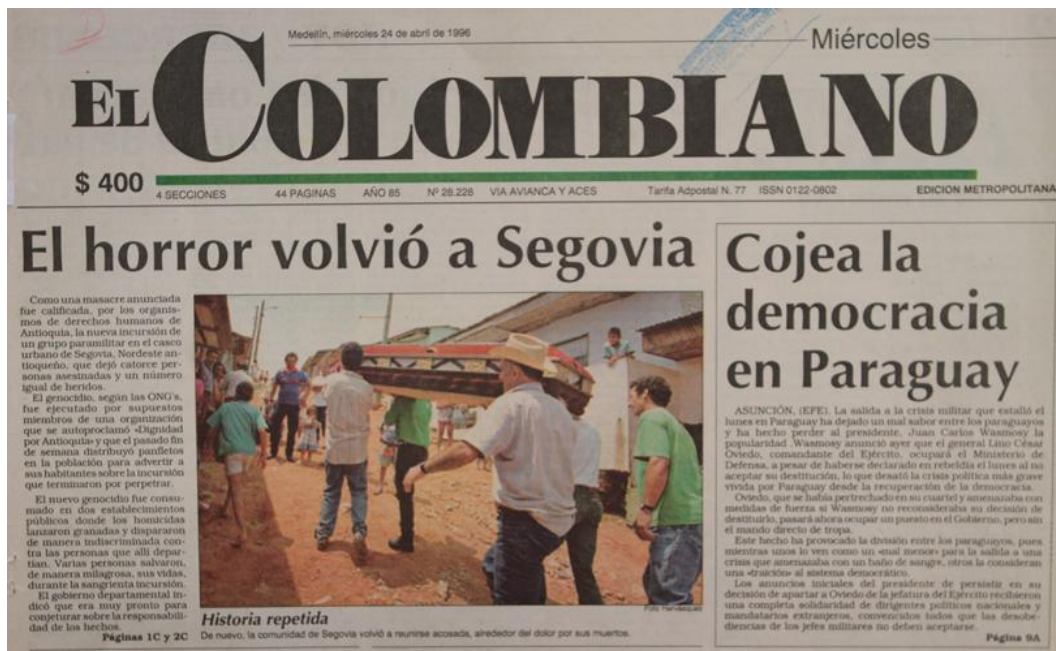 Medellín, miércoles 24 de abril de 1996
Miércoles
EL COLOMBIANO
$ 400
4 SECCIONES 44 PAGINAS AÑO 85 Nº 28.228 VIA AVIANCA Y ACES Tarifa Adpostal N. 77 ISSN 0122-0802 EDICION METROPOLITANA
El horror volvió a Segovia
Como una masacre anunciada
fue calificada, por los organis-
mos de derechos humanos de
Antioquia, la nueva incursión de
un grupo paramilitar en el casco
urbano de Segovia, Nordeste an-
tioqueño, que dejó catorce per-
sonas asesinadas y un número
igual de heridos.
El genocidio, según las ONG's,
fue ejecutado por supuestos
miembros de una organización
que se autoproclamó «Dignidad
por Antioquia» y que el pasado fin
de semana distribuyó panfletos
en la población para advertir a
sus habitantes sobre la incursión
que terminaron por perpetrar.
El nuevo genocidio fue consu-
mado en dos establecimientos
públicos donde los homicidas
lanzaron granadas y dispararon
de manera indiscriminada con-
tra las personas que allí depar-
tían. Varias personas salvaron,
de manera milagrosa, sus vidas,
durante la sangrienta incursión.
El gobierno departamental in-
dicó que era muy pronto para
conjeturar sobre la responsabili-
dad de los hechos.
Páginas 1C y 2C
Historia repetida
De nuevo, la comunidad de Segovia volvió a reunirse acosada, alrededor del dolor por sus muertos.
Cojea la
democracia
en Paraguay
ASUNCIÓN, (EFE). La salida a la crisis militar que estalló el
lunes en Paraguay ha dejado un mal sabor entre los paraguayos
y ha hecho perder al presidente, Juan Carlos Wasmosy la
popularidad .Wasmosy anunció ayer que el general Lino César
Oviedo, comandante del Ejército, ocupará el Ministerio de
Defensa, a pesar de haberse declarado en rebeldía el lunes al no
aceptar su destitución, lo que desató la crisis política más grave
vivida por Paraguay desde la recuperación de la democracia.
Oviedo, que se había pertrechado en su cuartel y amenazaba con
medidas de fuerza si Wasmosy no reconsideraba su decisión de
destituirlo, pasará ahora ocupar un puesto en el Gobierno, pero sin
el mando directo de tropa.
Este hecho ha provocado la división entre los paraguayos, pues
mientras unos lo ven como un «mal menor» para la salida a una
crisis que amenazaba con un baño de sangre, otros la consideran
una «traición» al sistema democrático.
Los anuncios iniciales del presidente de persistir en su
decisión de apartar a Oviedo de la jefatura del Ejército recibieron
una completa solidaridad de dirigentes políticos nacionales y
mandatarios extranjeros, convencidos todos que las desobe-
diencias de los jefes militares no deben aceptarse.
Página 9A